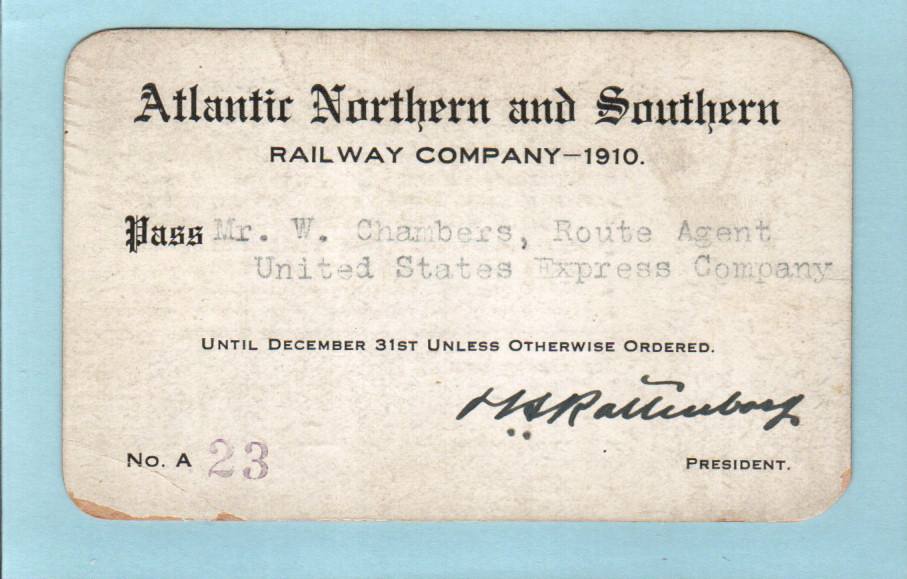 Atlantic Northern and Southern
RAILWAY COMPANY—1910.
Pass Mr. W. Chambers, Route Agent
United States Express Company
UNTIL DECEMBER 31ST UNLESS OTHERWISE ORDERED.
No. A 23
PRESIDENT.